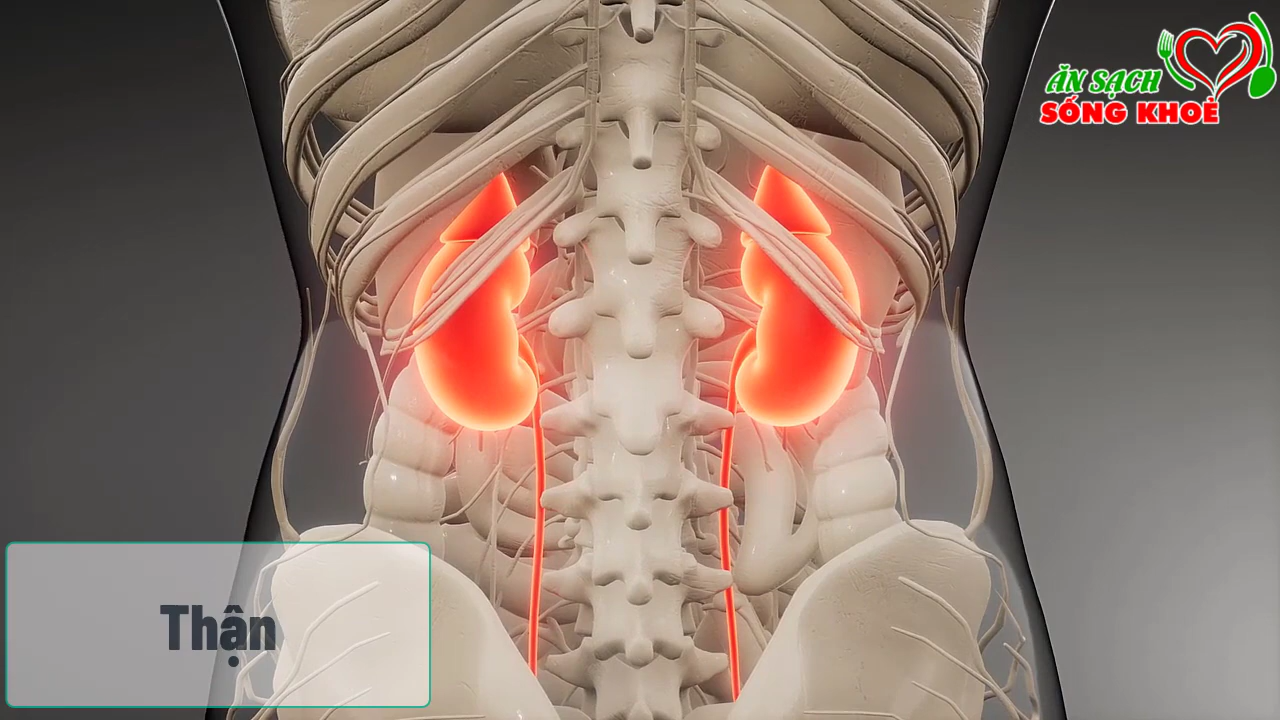 ĂN SẠCH
SỐNG KHOẺ
Thận